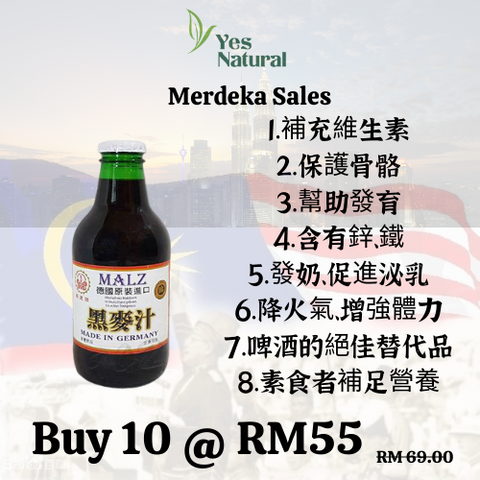 Yes
Natural
Merdeka Sales
1.補充維生素
2.保護骨骼
3.幫助發育
4.含有鋅,鐵
5.發奶,促進泌乳
6.降火氣,增強體力
7.啤酒的絕佳替代品
8.素食者補足營養
MALZ
德國原裝進口
黑麥汁
MADE IN GERMANY
Buy 10 @ RM55
RM 69.00